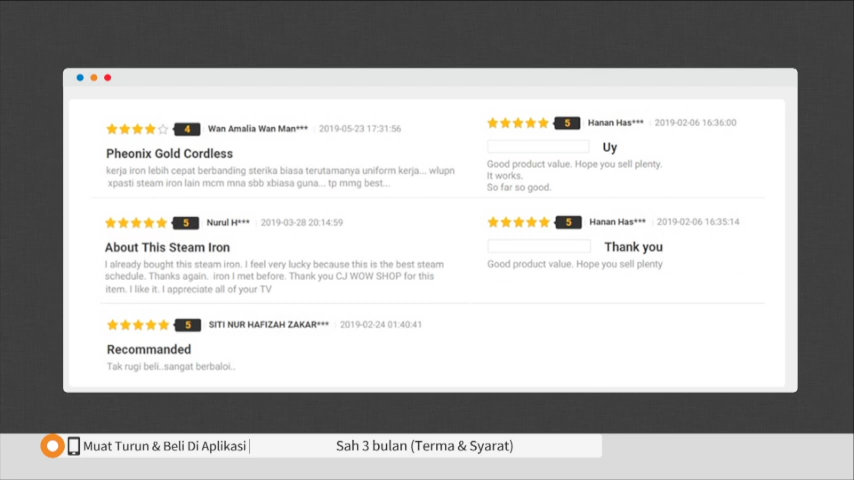 4 Wan Amalia Wan Man*** 2019-05-23 17:31:56
Pheonix Gold Cordless
kerja iron lebih cepat berbanding sterika biasa terutamanya uniform kerja... wlupn
xpasti steam iron lain mcm mna sbb xbiasa guna... tp mmg best...
5 Nurul H*** 2019-03-28 20:14:59
About This Steam Iron
I already bought this steam iron. I feel very lucky because this is the best steam
schedule. Thanks again. iron I met before. Thank you CJ WOW SHOP for this
item. I like it. I appreciate all of your TV
5 SITI NUR HAFIZAH ZAKAR*** 2019-02-24 01:40:41
Recommanded
Tak rugi beli..sangat berbaloi..
5 Hanan Has*** 2019-02-06 16:36:00
Uy
Good product value. Hope you sell plenty.
It works.
So far so good.
5 Hanan Has*** 2019-02-06 16:35:14
Thank you
Good product value. Hope you sell plenty
Muat Turun & Beli Di Aplikasi
Sah 3 bulan (Terma & Syarat)